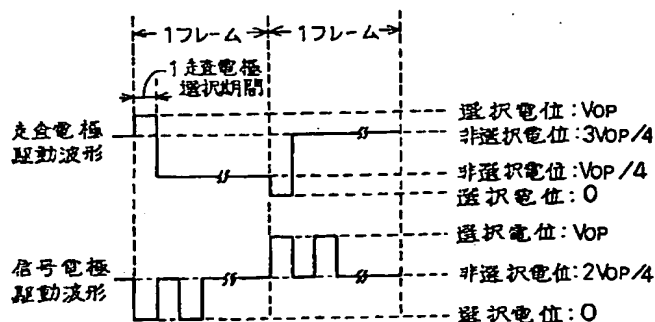 1フレーム 1フレーム
1走査電極
選択期間
走査電極
駆動波形
選択電位:VOP
非選択電位:3VOP/4
非選択電位:VOP/4
選択電位:0
信号電極
駆動波形
選択電位:VOP
非選択電位:2VOP/4
選択電位:0